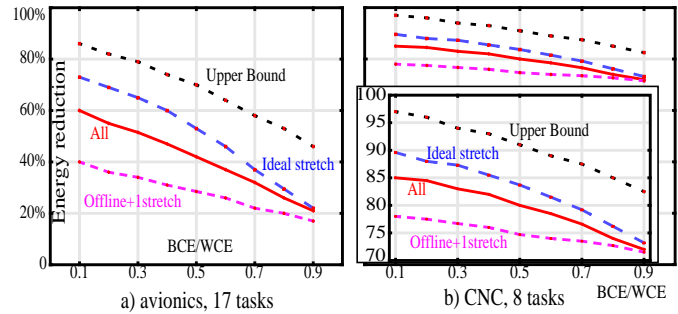 100%
80%
60%
40%
20%
0
Energy reduction
Upper Bound
Ideal stretch
All
Offline+1stretch
BCE/WCE
0.1 0.3 0.5 0.7 0.9
a) avionics, 17 tasks
100
95
90
85
80
75
70
Upper Bound
Ideal stretch
All
Offline+1stretch
0.1 0.3 0.5 0.7 0.9
BCE/WCE
b) CNC, 8 tasks